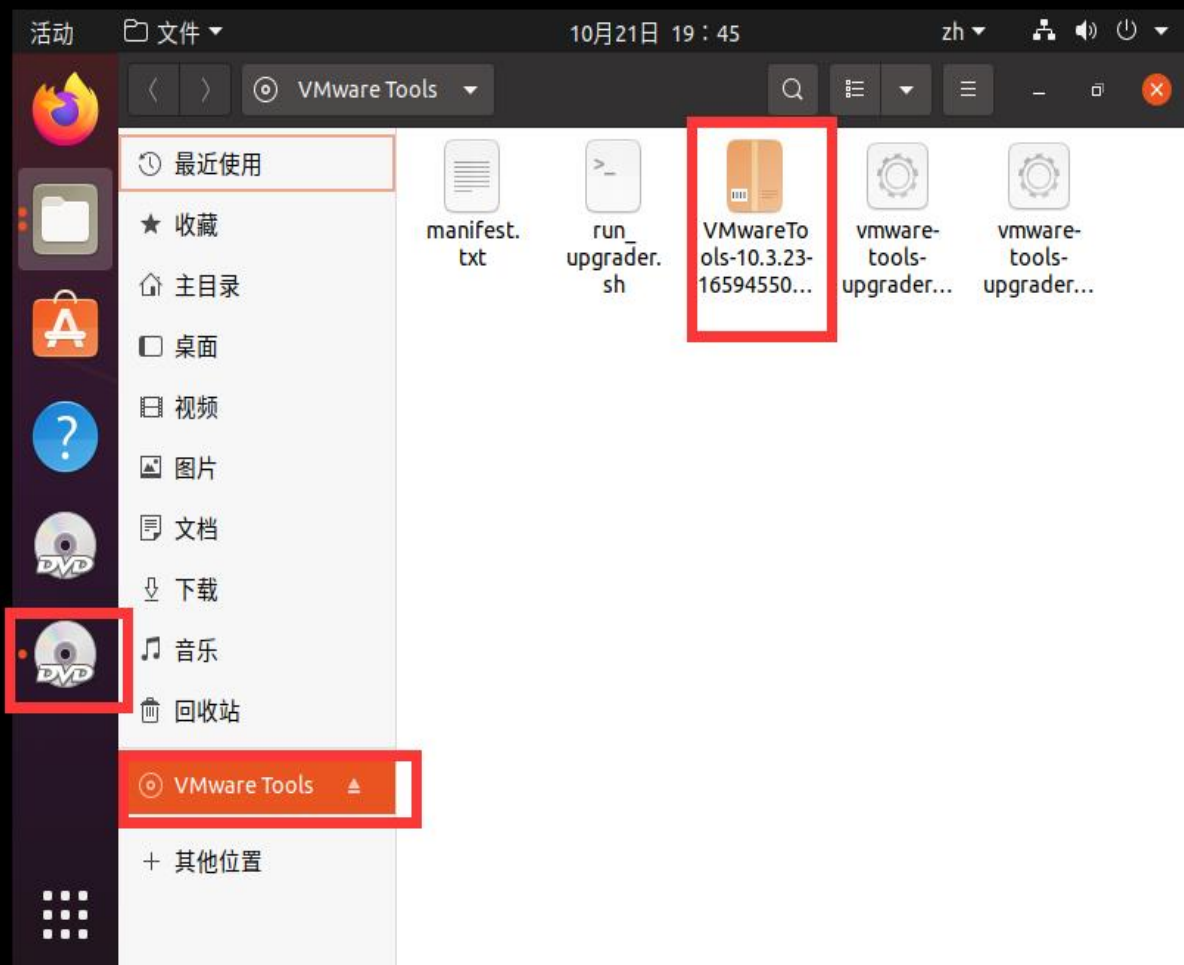 活动
文件
10月21日 19：45
zh
VMware Tools
最近使用
收藏
主目录
桌面
视频
图片
文档
下载
音乐
回收站
VMware Tools
其他位置
manifest.
txt
>_
run_
upgrader.
sh
VMwareTo
ols-10.3.23-
16594550...
vmware-
tools-
upgrader...
vmware-
tools-
upgrader...
A
?
DVD
DVD